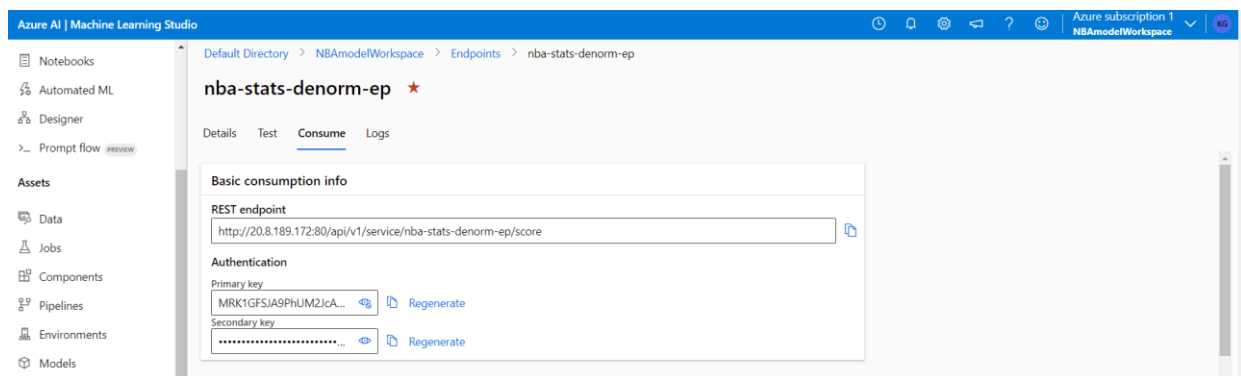 Azure AI | Machine Learning Studio
Azure subscription 1
NBAmodelWorkspace
KG
Notebooks
Automated ML
Designer
Prompt flow PREVIEW
Assets
Data
Jobs
Components
Pipelines
Environments
Models
Default Directory > NBAmodelWorkspace > Endpoints > nba-stats-denorm-ep
nba-stats-denorm-ep
Details Test Consume Logs
Basic consumption info
REST endpoint
http://20.8.189.172:80/api/v1/service/nba-stats-denorm-ep/score
Authentication
Primary key
MRK1GFSJA9PhUM2JcA... Regenerate
Secondary key
••••••••••••••••••••••••••... Regenerate